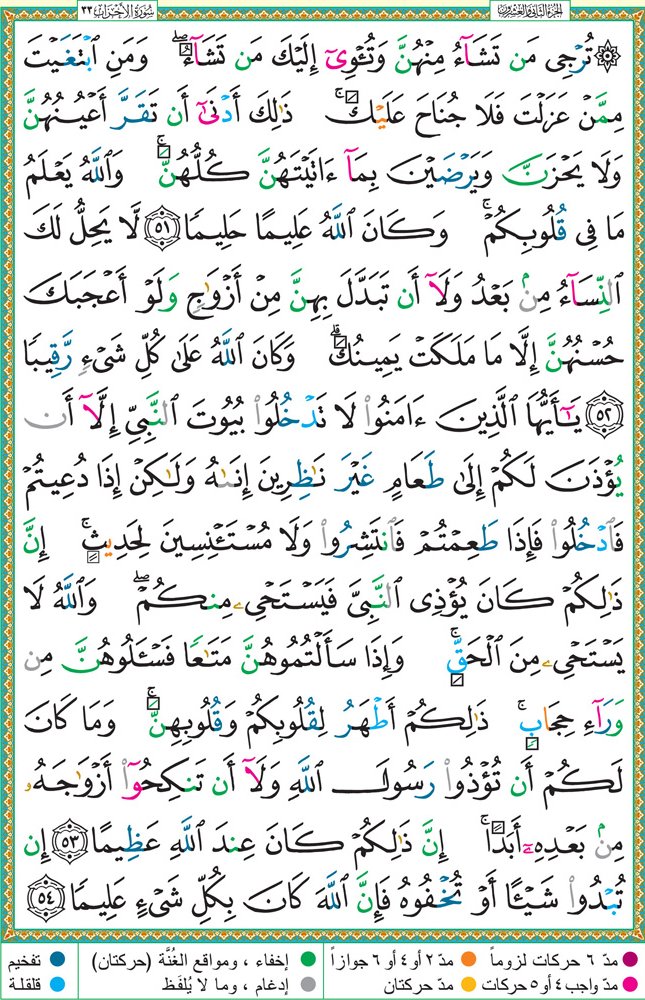 الجزء الثاني والعشرون
سُورَةُ الأَحْزَابِ ٣٣
۞ تُرْجِى مَن تَشَآءُ مِنْهُنَّ وَتُـْٔوِىٓ إِلَيْكَ مَن تَشَآءُ ۖ وَمَنِ ٱبْتَغَيْتَ
مِمَّنْ عَزَلْتَ فَلَا جُنَاحَ عَلَيْكَ ۚ ذَٰلِكَ أَدْنَىٰٓ أَن تَقَرَّ أَعْيُنُهُنَّ
وَلَا يَحْزَنَّ وَيَرْضَيْنَ بِمَآ ءَاتَيْتَهُنَّ كُلُّهُنَّ ۚ وَٱللَّهُ يَعْلَمُ
مَا فِى قُلُوبِكُمْ ۚ وَكَانَ ٱللَّهُ عَلِيمًا حَلِيمًا ٥١ لَّا يَحِلُّ لَكَ
ٱلنِّسَآءُ مِنۢ بَعْدُ وَلَآ أَن تَبَدَّلَ بِهِنَّ مِنْ أَزْوَٰجٍ وَلَوْ أَعْجَبَكَ
حُسْنُهُنَّ إِلَّا مَا مَلَكَتْ يَمِينُكَ ۗ وَكَانَ ٱللَّهُ عَلَىٰ كُلِّ شَىْءٍ رَّقِيبًا
٥٢ يَـٰٓأَيُّهَا ٱلَّذِينَ ءَامَنُوا۟ لَا تَدْخُلُوا۟ بُيُوتَ ٱلنَّبِىِّ إِلَّآ أَن
يُؤْذَنَ لَكُمْ إِلَىٰ طَعَامٍ غَيْرَ نَـٰظِرِينَ إِنَىٰهُ وَلَـٰكِنْ إِذَا دُعِيتُمْ
فَٱدْخُلُوا۟ فَإِذَا طَعِمْتُمْ فَٱنتَشِرُوا۟ وَلَا مُسْتَـْٔنِسِينَ لِحَدِيثٍ ۚ إِنَّ
ذَٰلِكُمْ كَانَ يُؤْذِى ٱلنَّبِىَّ فَيَسْتَحْىِۦ مِنكُمْ ۖ وَٱللَّهُ لَا
يَسْتَحْىِۦ مِنَ ٱلْحَقِّ ۚ وَإِذَا سَأَلْتُمُوهُنَّ مَتَـٰعًا فَسْـَٔلُوهُنَّ مِن
وَرَآءِ حِجَابٍ ۚ ذَٰلِكُمْ أَطْهَرُ لِقُلُوبِكُمْ وَقُلُوبِهِنَّ ۚ وَمَا كَانَ
لَكُمْ أَن تُؤْذُوا۟ رَسُولَ ٱللَّهِ وَلَآ أَن تَنكِحُوٓا۟ أَزْوَٰجَهُۥ
مِنۢ بَعْدِهِۦٓ أَبَدًا ۚ إِنَّ ذَٰلِكُمْ كَانَ عِندَ ٱللَّهِ عَظِيمًا ٥٣ إِن
تُبْدُوا۟ شَيْـًٔا أَوْ تُخْفُوهُ فَإِنَّ ٱللَّهَ كَانَ بِكُلِّ شَىْءٍ عَلِيمًا ٥٤
مدّ ٦ حركات لزوماً مدّ ٢ أو ٤ أو ٦ جوازاً إخفاء ، ومواقع الغُنَّة (حركتان) تفخيم
مدّ واجب ٤ أو ٥ حركات مدّ حركتان إدغام ، وما لا يُلفَظ قلقلة